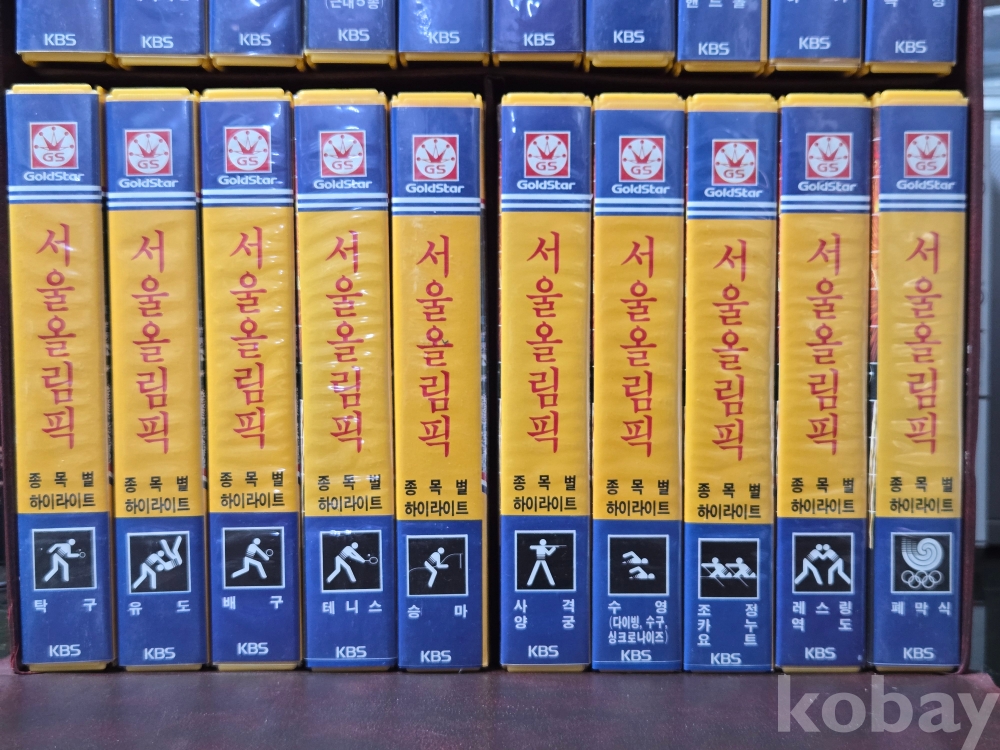 KBS
KBS
KBS
(근대5종)
KBS
KBS
KBS
KBS
핸드볼
KBS
KBS
KBS
GS
GoldStar
서울올림픽
종목별
하이라이트
탁구
KBS
GS
GoldStar
서울올림픽
종목별
하이라이트
유도
KBS
GS
GoldStar
서울올림픽
종목별
하이라이트
배구
KBS
GS
GoldStar
서울올림픽
종목별
하이라이트
테니스
KBS
GS
GoldStar
서울올림픽
종목별
하이라이트
승마
KBS
GS
GoldStar
서울올림픽
종목별
하이라이트
사격
양궁
KBS
GS
GoldStar
서울올림픽
종목별
하이라이트
수영
(다이빙, 수구,
싱크로나이즈)
KBS
GS
GoldStar
서울올림픽
종목별
하이라이트
조정
카누
요트
KBS
GS
GoldStar
서울올림픽
종목별
하이라이트
레스링
역도
KBS
GS
GoldStar
서울올림픽
종목별
하이라이트
폐막식
KBS
kobay